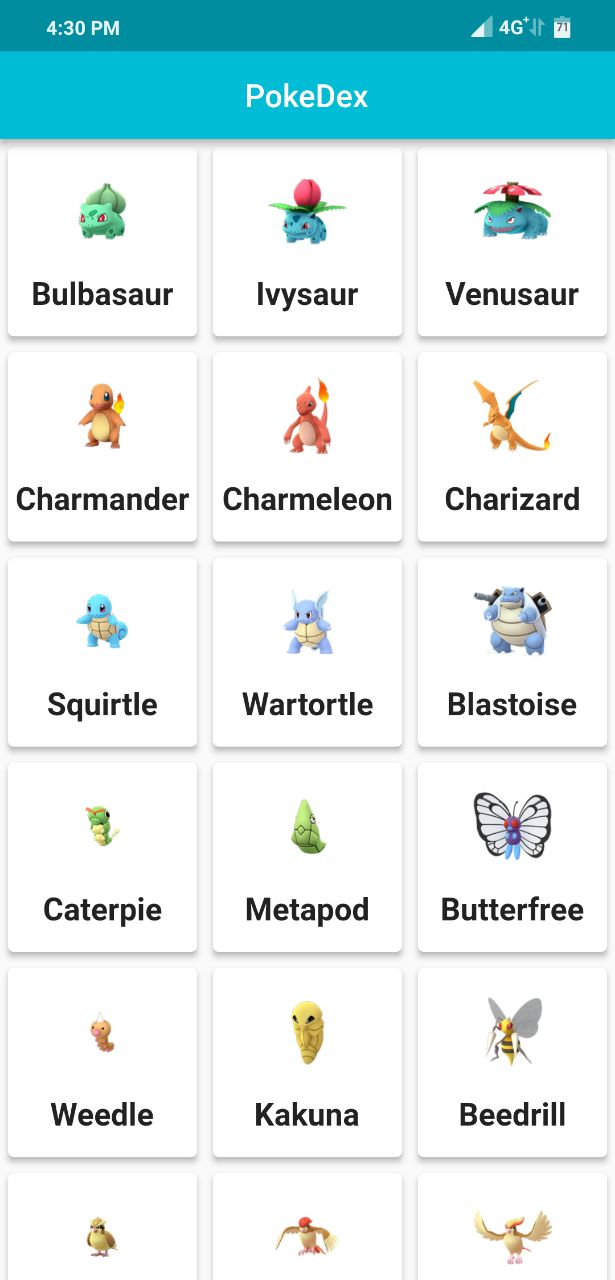 4:30 PM 4G+ 71
PokeDex
Bulbasaur Ivysaur Venusaur
Charmander Charmeleon Charizard
Squirtle Wartortle Blastoise
Caterpie Metapod Butterfree
Weedle Kakuna Beedrill